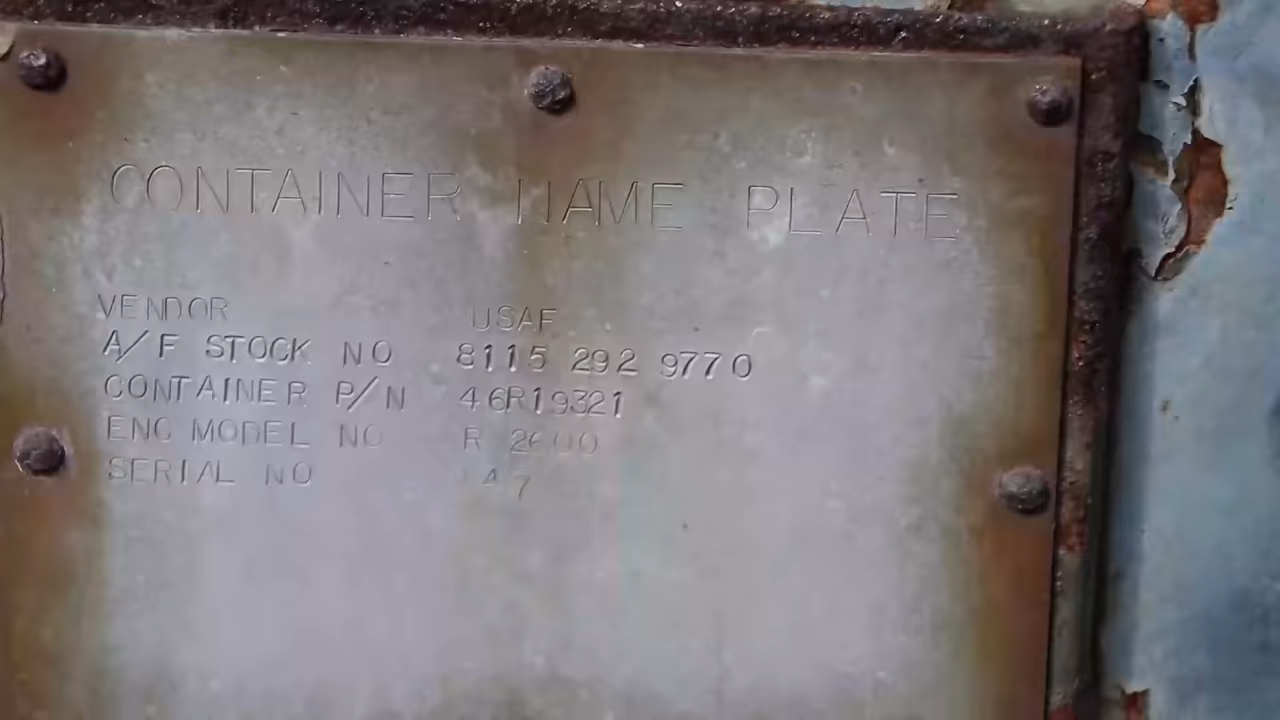 CONTAINER NAME PLATE
VENDOR USAF
A/F STOCK NO 8115 292 9770
CONTAINER P/N 46R19321
ENG MODEL NO R 2600
SERIAL NO